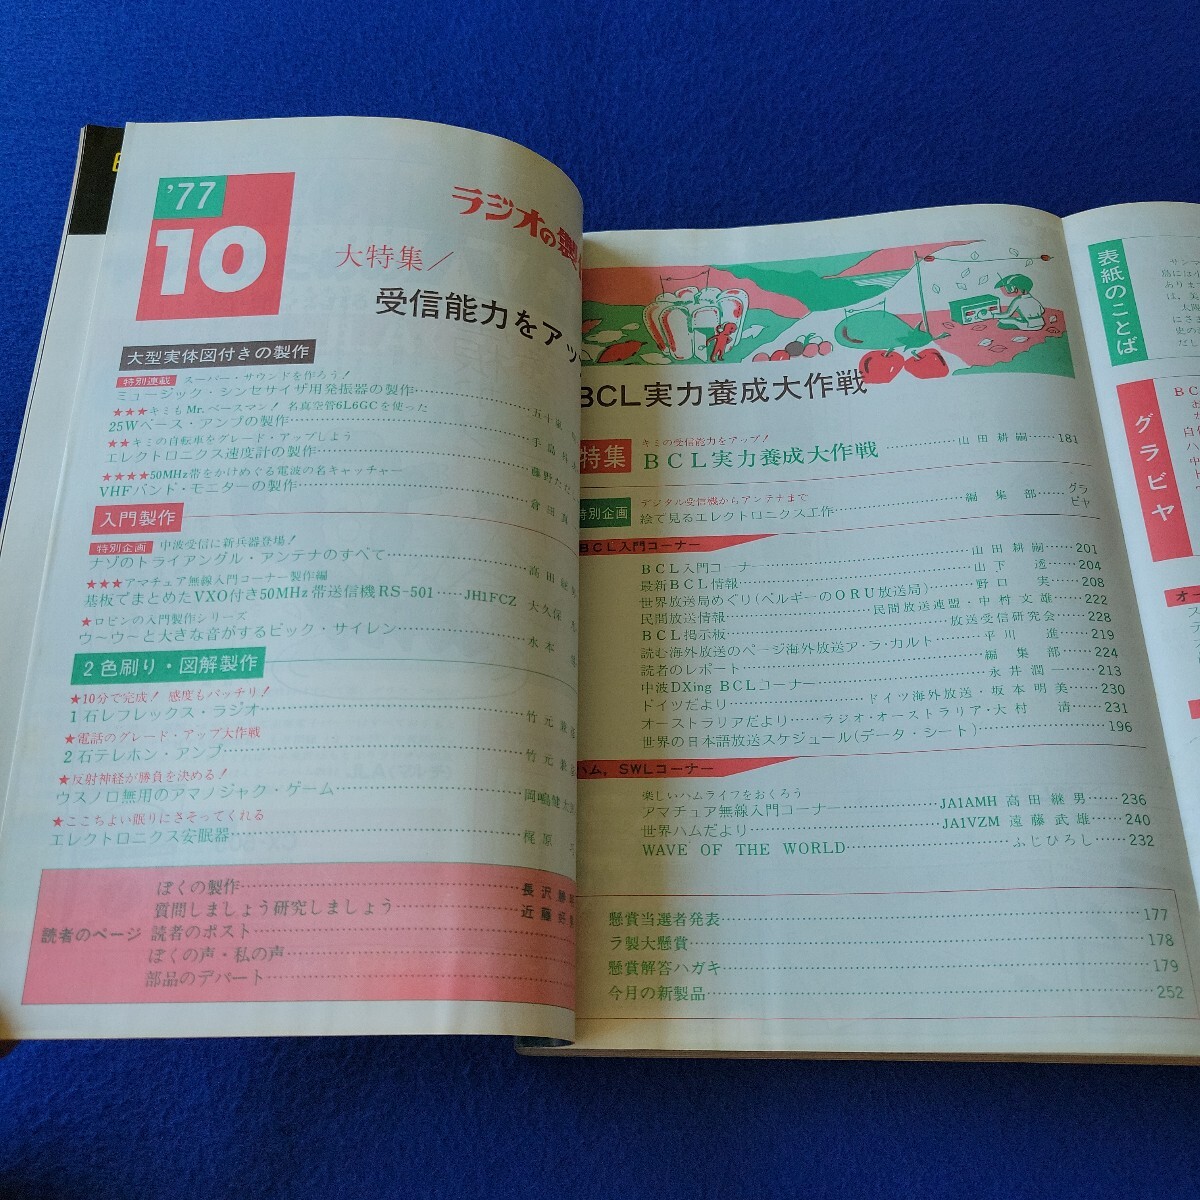 '77
10
ラジオの製
大特集/
受信能力をアッ
大型実体図付きの製作
特別連載 スーパー・サウンドを作ろう!
ミュージック・シンセサイザ用発振器の製作
★★★キミもMr.ベースマン! 名真空管6L6GCを使った
25Wベース・アンプの製作
★★キミの自転車をグレード・アップしよう
エレクトロニクス速度計の製作
★★★★50MHz帯をかけめぐる電波の名キャッチャー
VHFバンド・モニターの製作
入門製作
特別企画 中波受信に新兵器登場!
ナゾのトライアングル・アンテナのすべて
★★★アマチュア無線入門コーナー製作編
基板でまとめたVXO付き50MHz帯送信機RS-501……JH1FCZ 大久保
★ロビンの入門製作シリーズ
ウ〜ウ〜と大きな音がするビック・サイレン 水本
2色刷り・図解製作
★10分で完成! 感度もバッチリ!
1石レフレックス・ラジオ 竹元
★電話のグレード・アップ大作戦
2石テレホン・アンプ 竹元
★反射神経が勝負を決める!
ウスノロ無用のアマノジャク・ゲーム 岡嶋
★ここちよい眠りにさそってくれる
エレクトロニクス安眠器 梶原
読者のページ
ぼくの製作 長沢
質問しましょう研究しましょう 近藤
読者のポスト
ぼくの声・私の声
部品のデパート
BCL実力養成大作戦
特集 キミの受信能力をアップ!
BCL実力養成大作戦 山田耕嗣……181
特別企画 デジタル受信機からアンテナまで
絵で見るエレクトロニクス工作 編集部 グラビヤ
BCL入門コーナー
BCL入門コーナー 山田耕嗣……201
最新BCL情報 山下透……204
世界放送局めぐり(ベルギーのORU放送局) 野口実……208
民間放送情報 民間放送連盟・中村文雄……222
BCL掲示板 放送受信研究会……228
読む海外放送のページ海外放送ア・ラ・カルト 平川進……219
読者のレポート 編集部……224
中波DXing BCLコーナー 永井潤一……213
ドイツだより ドイツ海外放送・坂本明美……230
オーストラリアだより……ラジオ・オーストラリア・大村清……231
世界の日本語放送スケジュール(データ・シート) 196
ハム, SWLコーナー
楽しいハムライフをおくろう
アマチュア無線入門コーナー JA1AMH 高田継男……236
世界ハムだより JA1VZM 遠藤武雄……240
WAVE OF THE WORLD ふじひろし……232
懸賞当選者発表 177
ラ製大懸賞 178
懸賞解答ハガキ 179
今月の新製品 252
表紙のことば
グラビヤ